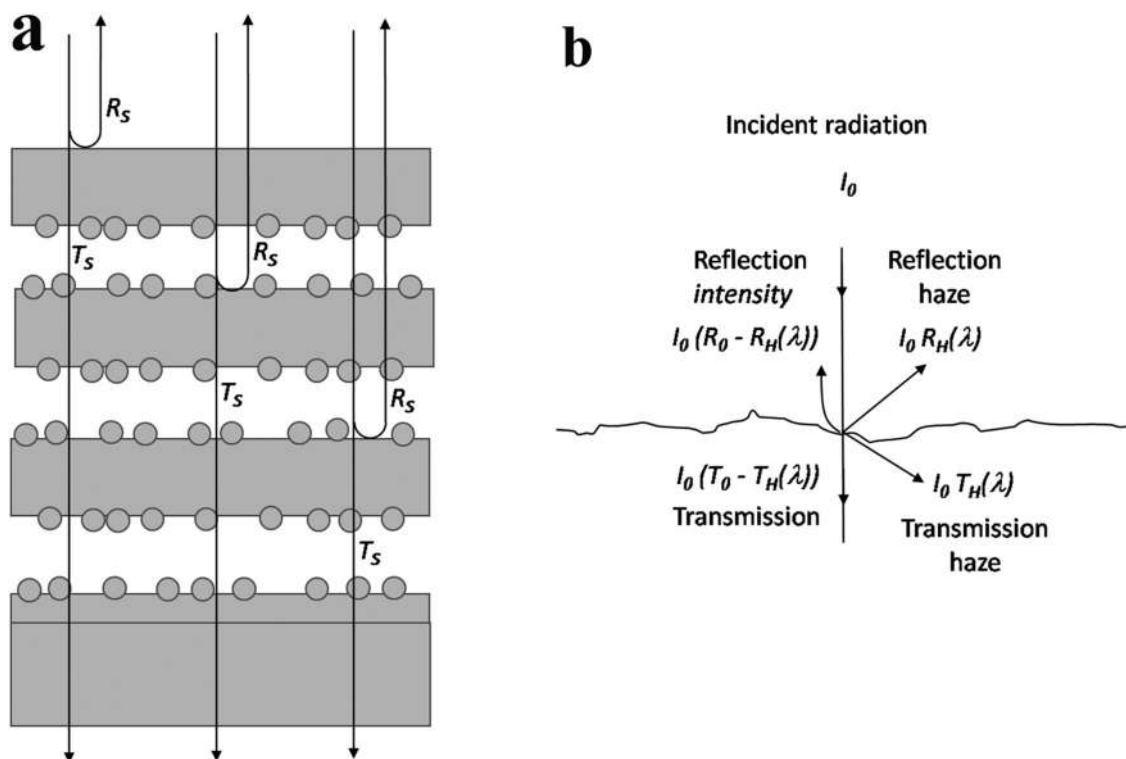 a
R_S
T_S
R_S
T_S
R_S
T_S
b
Incident radiation
I_0
Reflection
intensity
I_0 (R_0 - R_H(λ))
Reflection
haze
I_0 R_H(λ)
I_0 (T_0 - T_H(λ))
Transmission
I_0 T_H(λ)
Transmission
haze